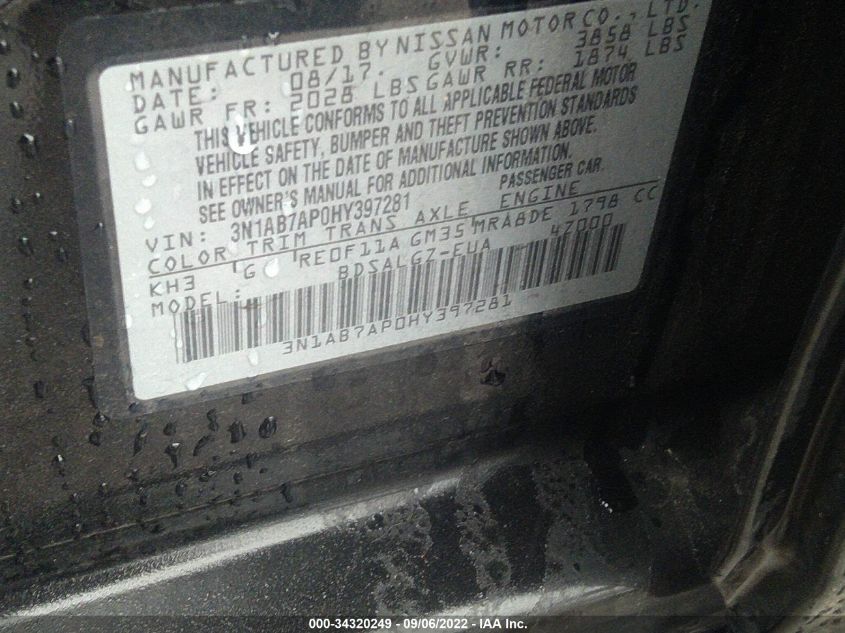 MANUFACTURED BY NISSAN MOTOR CO., LTD.
DATE: 08/17. GVWR: 3858 LBS
GAWR FR: 2028 LBS GAWR RR: 1874 LBS
THIS VEHICLE CONFORMS TO ALL APPLICABLE FEDERAL MOTOR
VEHICLE SAFETY, BUMPER AND THEFT PREVENTION STANDARDS
IN EFFECT ON THE DATE OF MANUFACTURE SHOWN ABOVE.
SEE OWNER'S MANUAL FOR ADDITIONAL INFORMATION.
VIN: 3N1AB7AP0HY397281 PASSENGER CAR.
COLOR TRIM TRANS AXLE ENGINE
KH3 G RE0F11A GM35 MRA8DE 1798 CC
MODEL: BDSALGZ-EUA 4Z000
3N1AB7AP0HY397281
000-34320249 - 09/06/2022 - IAA Inc.